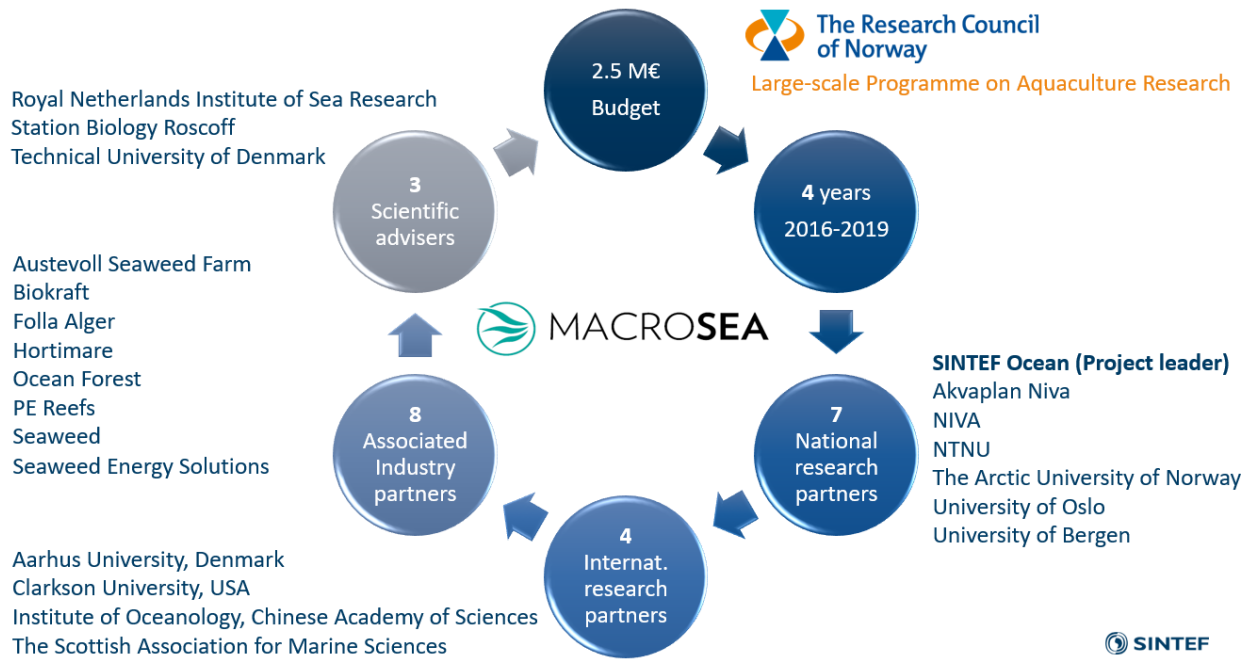 2.5 M€
Budget
The Research Council
of Norway
Large-scale Programme on Aquaculture Research
4 years
2016-2019
SINTEF Ocean (Project leader)
Akvaplan Niva
NIVA
NTNU
The Arctic University of Norway
University of Oslo
University of Bergen
7
National
research
partners
4
Internat.
research
partners
Aarhus University, Denmark
Clarkson University, USA
Institute of Oceanology, Chinese Academy of Sciences
The Scottish Association for Marine Sciences
8
Associated
Industry
partners
Austevoll Seaweed Farm
Biokraft
Folla Alger
Hortimare
Ocean Forest
PE Reefs
Seaweed
Seaweed Energy Solutions
3
Scientific
advisers
Royal Netherlands Institute of Sea Research
Station Biology Roscoff
Technical University of Denmark
MACROSEA
SINTEF